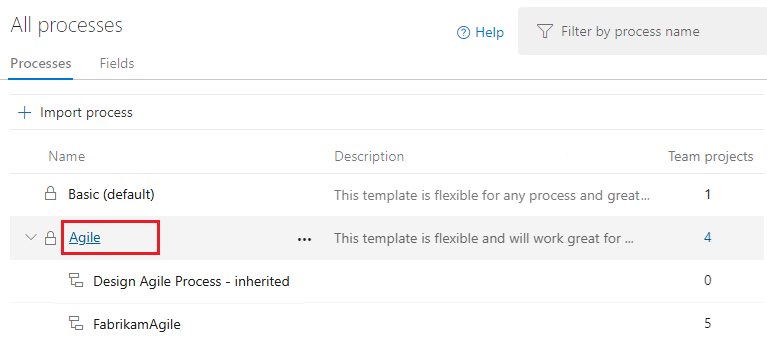 All processes
Help
Filter by process name
Processes Fields
Import process
Name Description Team projects
Basic (default) This template is flexible for any process and great... 1
Agile ... This template is flexible and will work great for ... 4
Design Agile Process - inherited 0
FabrikamAgile 5